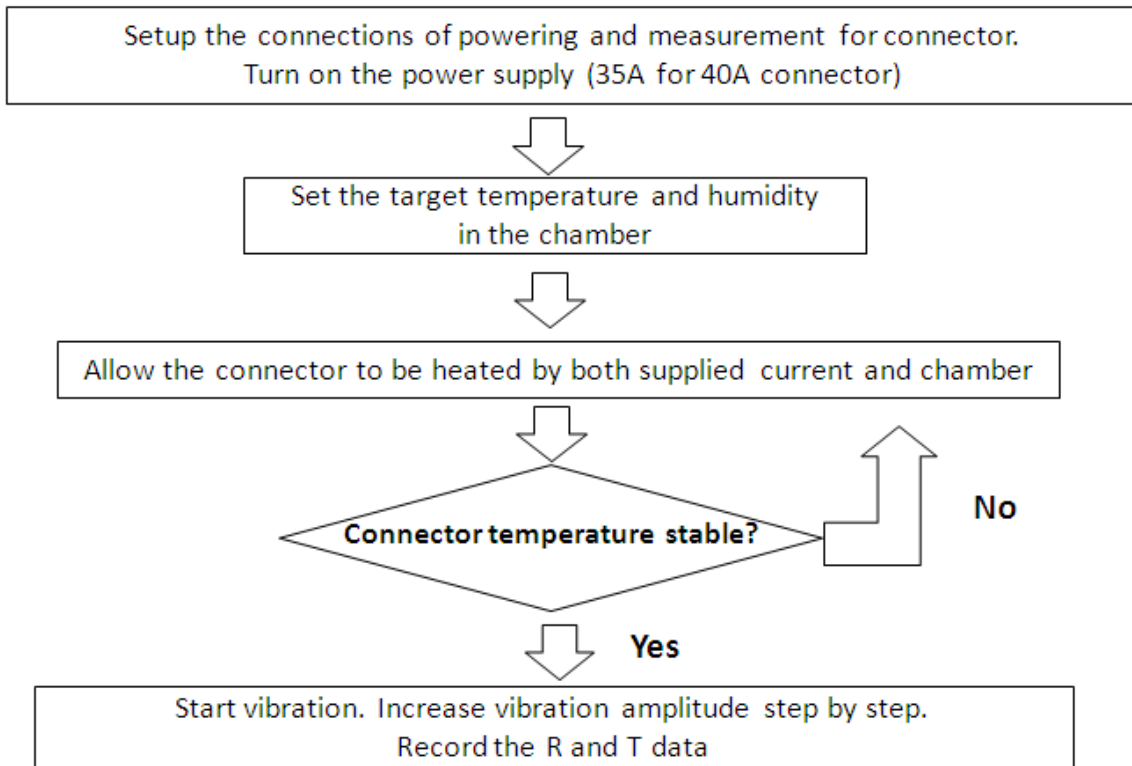 Setup the connections of powering and measurement for connector.
Turn on the power supply (35A for 40A connector)
Set the target temperature and humidity
in the chamber
Allow the connector to be heated by both supplied current and chamber
Connector temperature stable?
No
Yes
Start vibration. Increase vibration amplitude step by step.
Record the R and T data